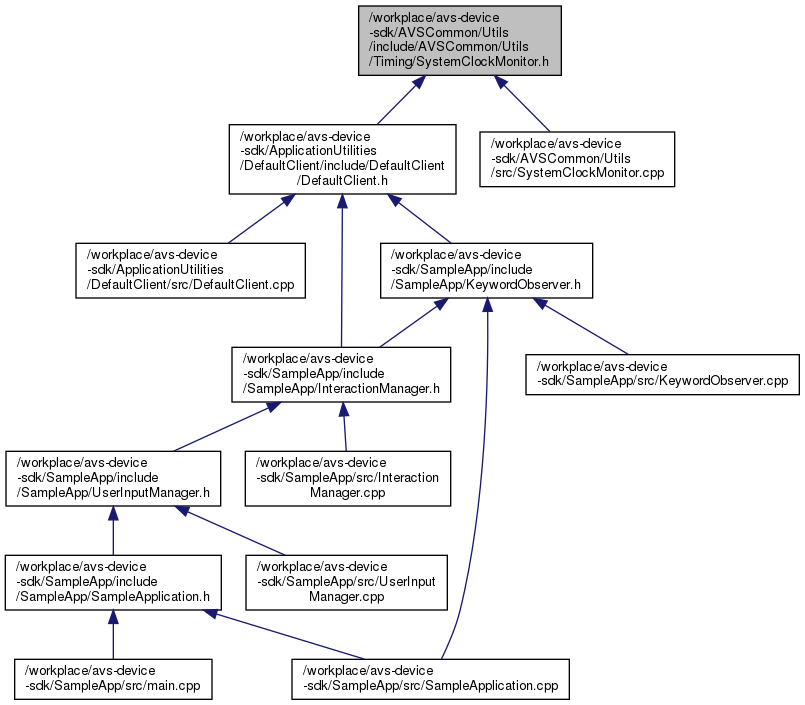 /workplace/avs-device
-sdk/AVSCommon/Utils
/include/AVSCommon/Utils
/Timing/SystemClockMonitor.h
/workplace/avs-device
-sdk/ApplicationUtilities
/DefaultClient/include/DefaultClient
/DefaultClient.h
/workplace/avs-device
-sdk/AVSCommon/Utils
/src/SystemClockMonitor.cpp
/workplace/avs-device
-sdk/ApplicationUtilities
/DefaultClient/src/DefaultClient.cpp
/workplace/avs-device
-sdk/SampleApp/include
/SampleApp/KeywordObserver.h
/workplace/avs-device
-sdk/SampleApp/include
/SampleApp/InteractionManager.h
/workplace/avs-device
-sdk/SampleApp/src/KeywordObserver.cpp
/workplace/avs-device
-sdk/SampleApp/include
/SampleApp/UserInputManager.h
/workplace/avs-device
-sdk/SampleApp/src/Interaction
Manager.cpp
/workplace/avs-device
-sdk/SampleApp/include
/SampleApp/SampleApplication.h
/workplace/avs-device
-sdk/SampleApp/src/UserInput
Manager.cpp
/workplace/avs-device
-sdk/SampleApp/src/main.cpp
/workplace/avs-device
-sdk/SampleApp/src/SampleApplication.cpp